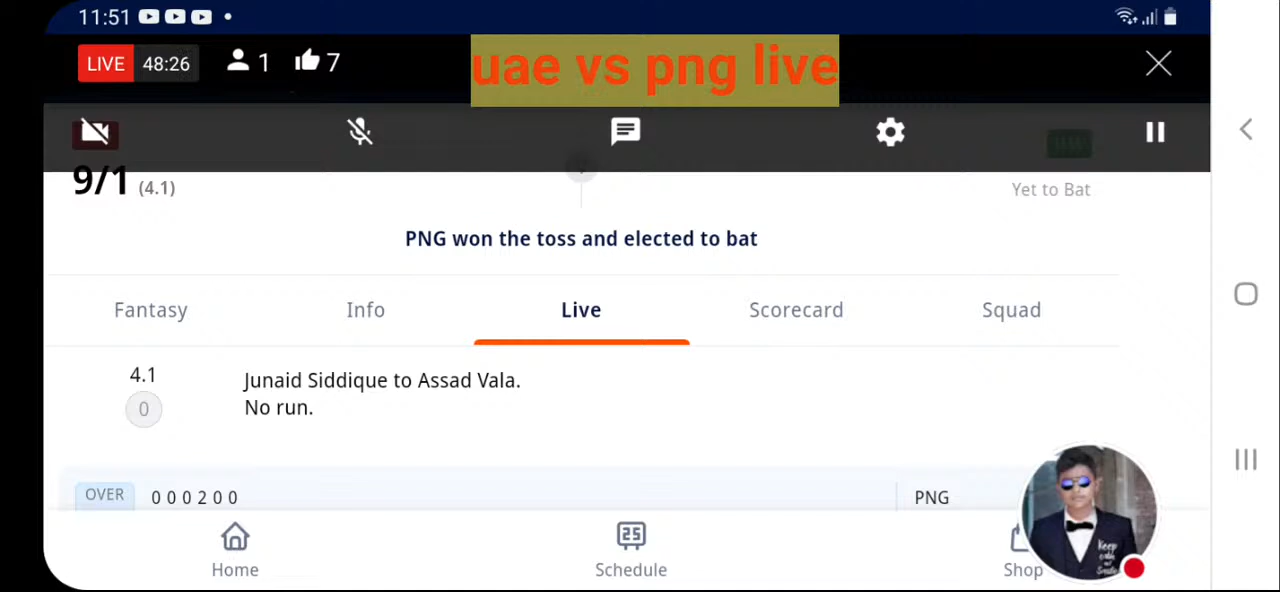 11:51
LIVE 48:26 1 7
uae vs png live
9/1 (4.1)
Yet to Bat
PNG won the toss and elected to bat
Fantasy Info Live Scorecard Squad
4.1
0
Junaid Siddique to Assad Vala.
No run.
OVER 0 0 0 2 0 0 PNG
25
Home Schedule Shop
Keep